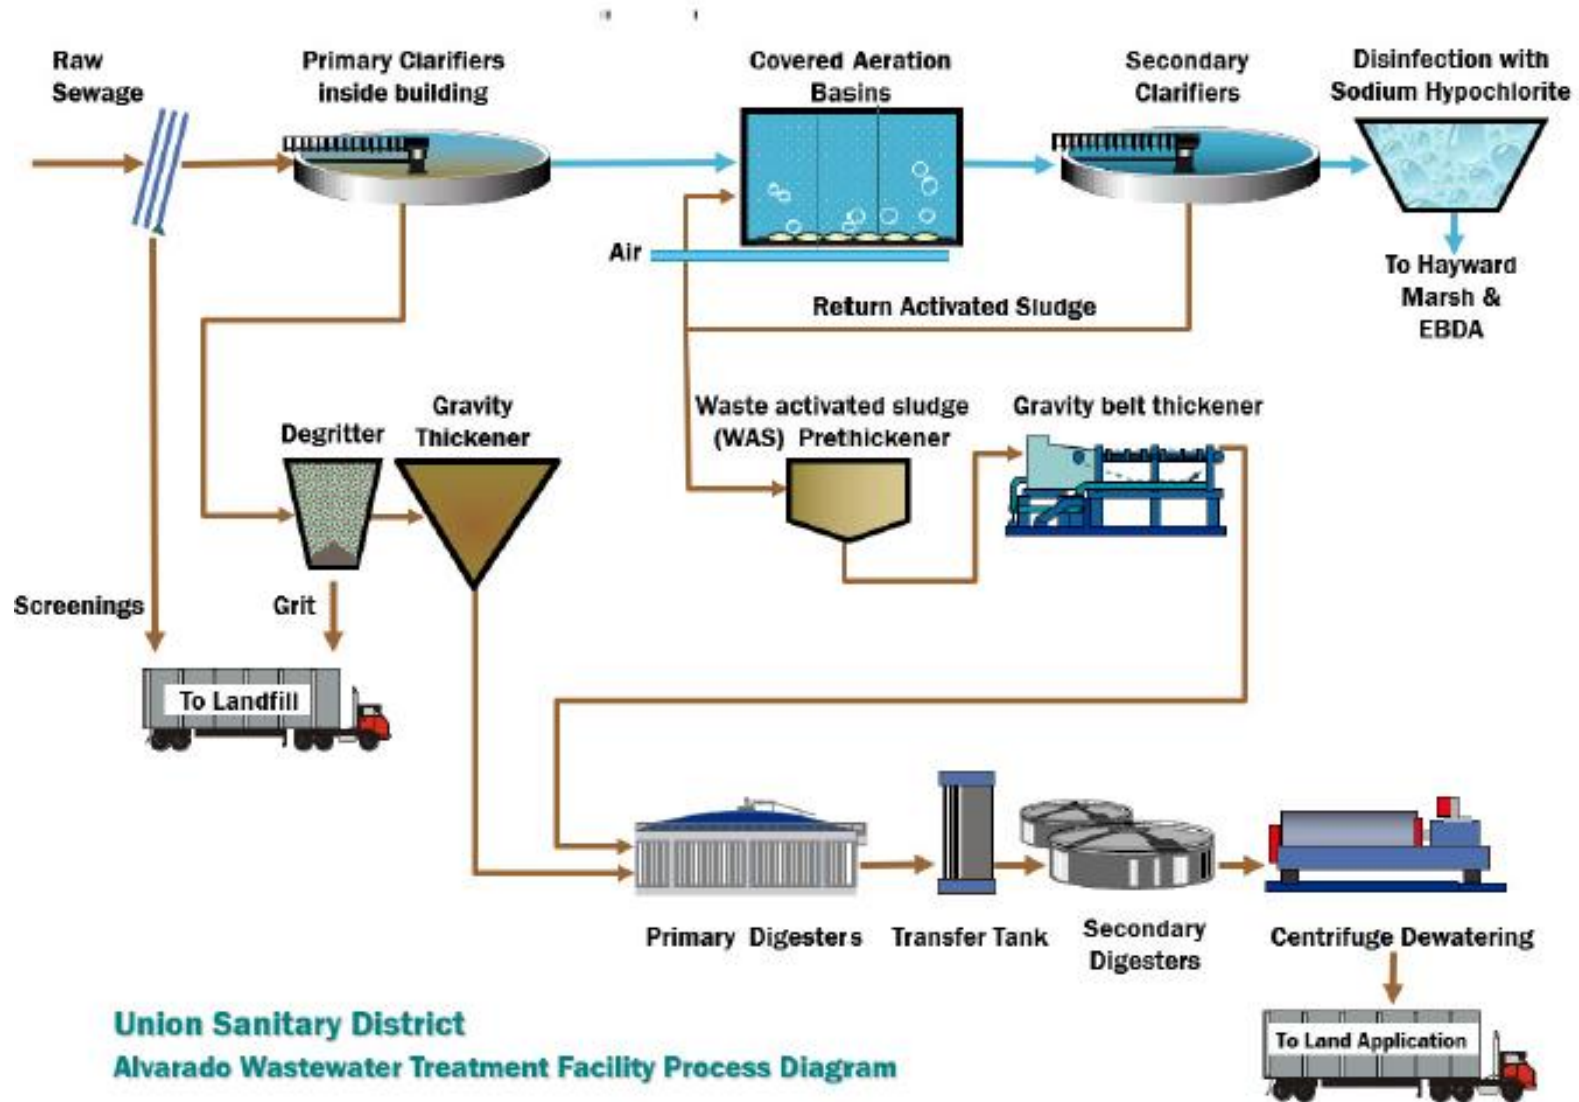 Raw
Sewage
Primary Clarifiers
inside building
Covered Aeration
Basins
Secondary
Clarifiers
Disinfection with
Sodium Hypochlorite
Air
To Hayward
Marsh &
EBDA
Return Activated Sludge
Degritter
Gravity
Thickener
Waste activated sludge
(WAS) Prethickener
Gravity belt thickener
Screenings
Grit
To Landfill
Primary Digesters
Transfer Tank
Secondary
Digesters
Centrifuge Dewatering
To Land Application
Union Sanitary District
Alvarado Wastewater Treatment Facility Process Diagram